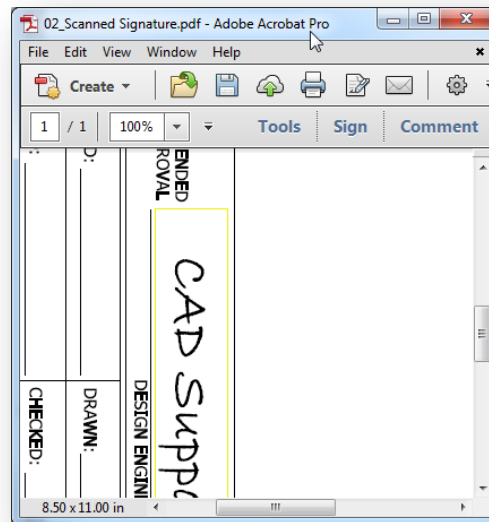 02_Scanned Signature.pdf - Adobe Acrobat Pro
File Edit View Window Help
Create
1 / 1 100% Tools Sign Comment
ENDED
ROVAL
CAD Suppo
DESIGN ENGIN
D:
DRAWN:
:
CHECKED:
8.50 x 11.00 in